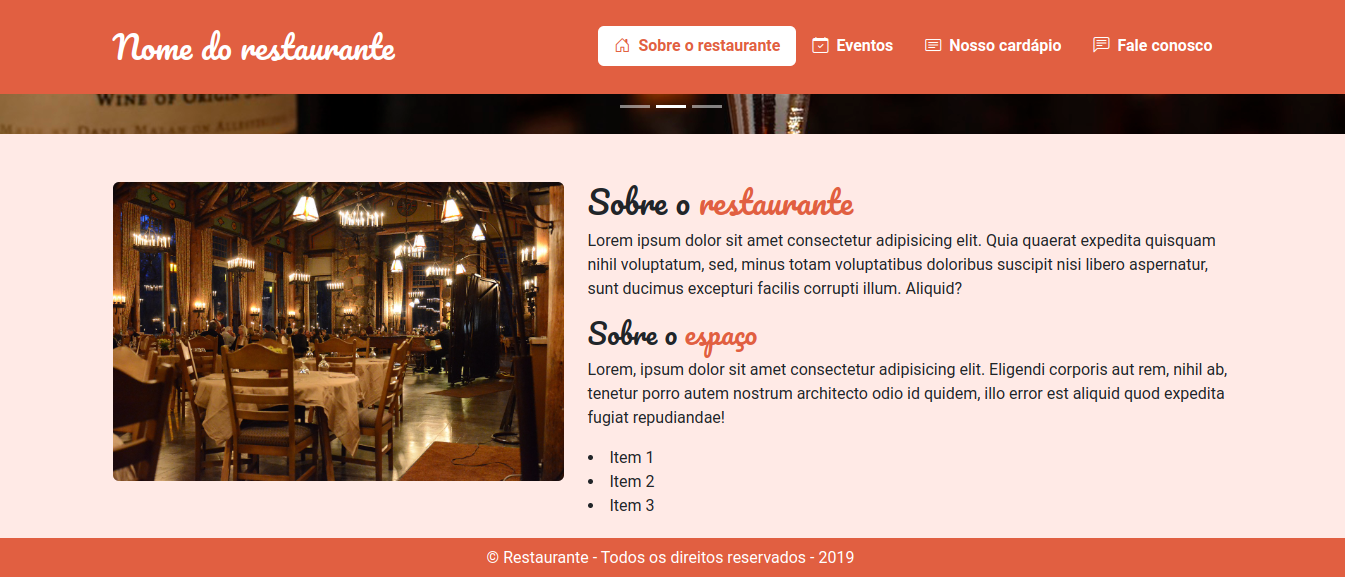 Nome do restaurante
Sobre o restaurante
Eventos
Nosso cardápio
Fale conosco
WINE OF ORIGIN
Sobre o restaurante
Lorem ipsum dolor sit amet consectetur adipisicing elit. Quia quaerat expedita quisquam
nihil voluptatum, sed, minus totam voluptatibus doloribus suscipit nisi libero aspernatur,
sunt ducimus excepturi facilis corrupti illum. Aliquid?
Sobre o espaço
Lorem, ipsum dolor sit amet consectetur adipisicing elit. Eligendi corporis aut rem, nihil ab,
tenetur porro autem nostrum architecto odio id quidem, illo error est aliquid quod expedita
fugiat repudiandae!
• Item 1
• Item 2
• Item 3
© Restaurante - Todos os direitos reservados - 2019